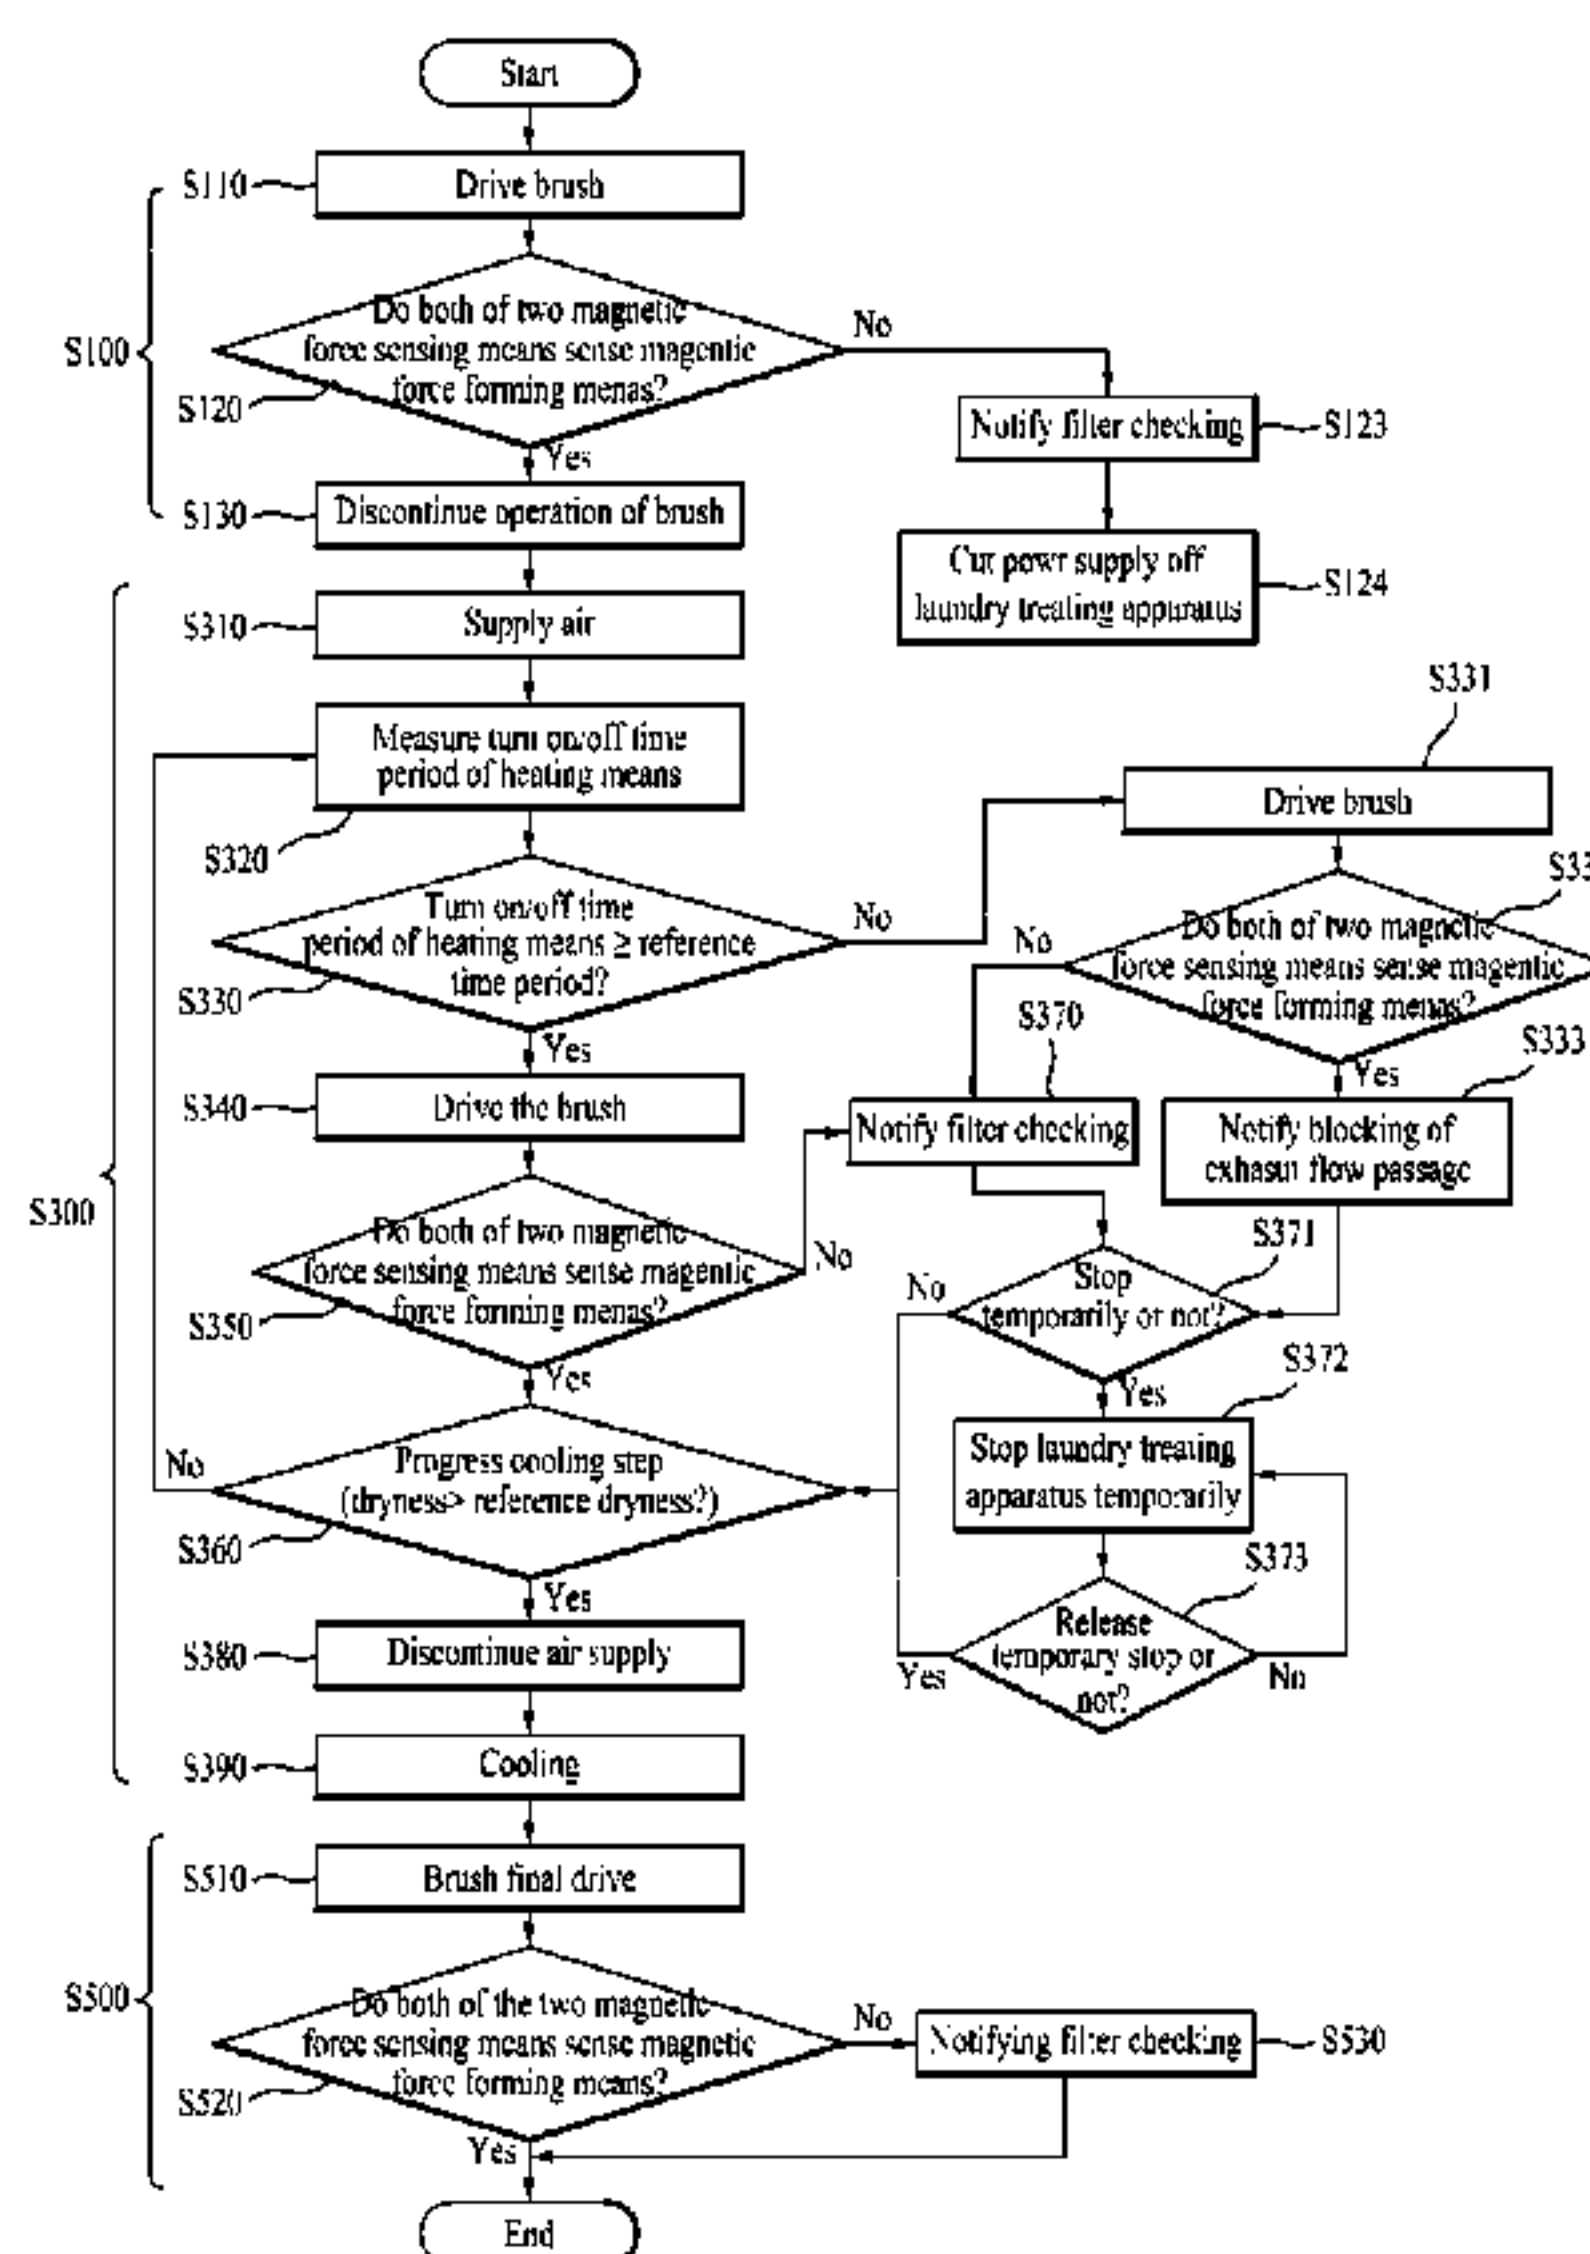 Start
S110
Drive brush
S100
Do both of two magnetic
force sensing means sense magentic
force forming menas?
No
S120
Yes
Notify filter checking
S123
S130
Discontinue operation of brush
Cut powr supply off
laundry treating apparatus
S124
S310
Supply air
S331
Measure turn on/off time
period of heating means
Drive brush
S320
Turn on/off time
period of heating means ≥ reference
time period?
No
S330
Yes
Do both of two magnetic
force sensing means sense magentic
force forming menas?
No
S370
S333
Yes
S340
Drive the brush
Notify filter checking
Notify blocking of
exhasut flow passage
S300
Do both of two magnetic
force sensing means sense magentic
force forming menas?
No
S350
Yes
S371
Stop
temporarily or not?
No
Yes
S372
Progress cooling step
(dryness> reference dryness?)
No
S360
Yes
Stop laundry treating
apparatus temporarily
S373
Release
temporary stop or
not?
Yes
No
S380
Discontinue air supply
S390
Cooling
S510
Brush final drive
S500
Do both of the two magnetic
force sensing means sense magnetic
force forming means?
No
S520
Notifying filter checking
S530
Yes
End